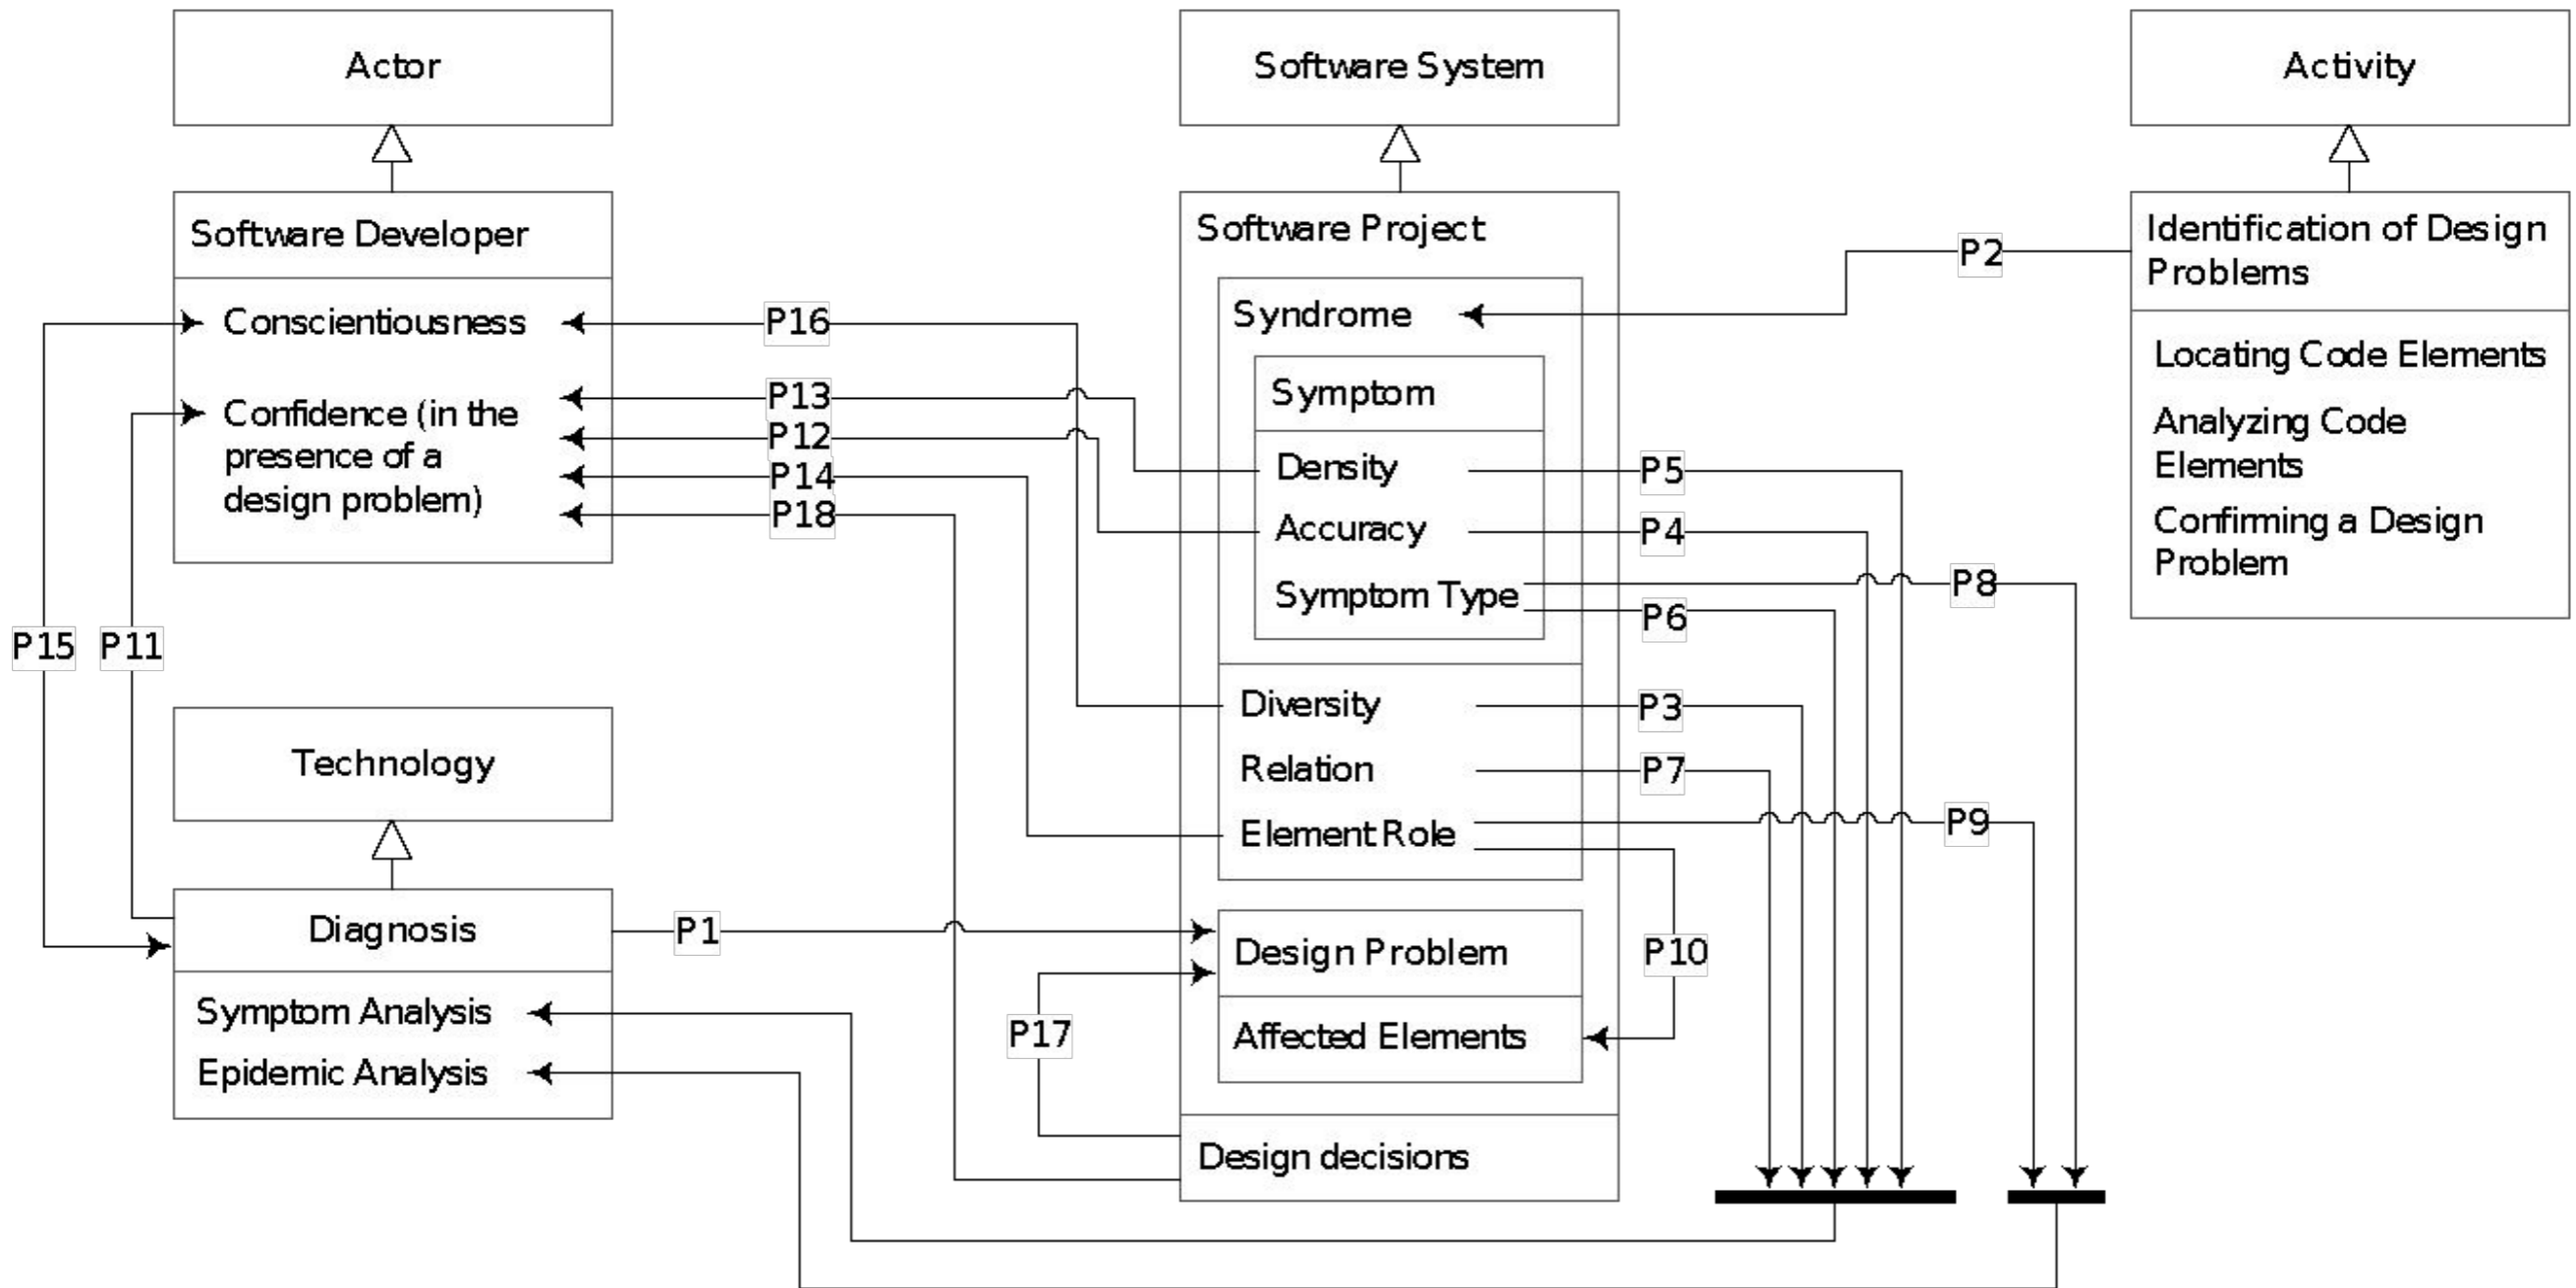 Actor
Software System
Activity
Software Developer
Conscientiousness
Confidence (in the
presence of a
design problem)
Software Project
Syndrome
Symptom
Density
Accuracy
Symptom Type
Diversity
Relation
Element Role
Design Problem
Affected Elements
Design decisions
Identification of Design
Problems
Locating Code Elements
Analyzing Code
Elements
Confirming a Design
Problem
Technology
Diagnosis
Symptom Analysis
Epidemic Analysis
P2
P16
P13
P12
P14
P18
P5
P4
P8
P6
P15
P11
P3
P7
P9
P1
P10
P17